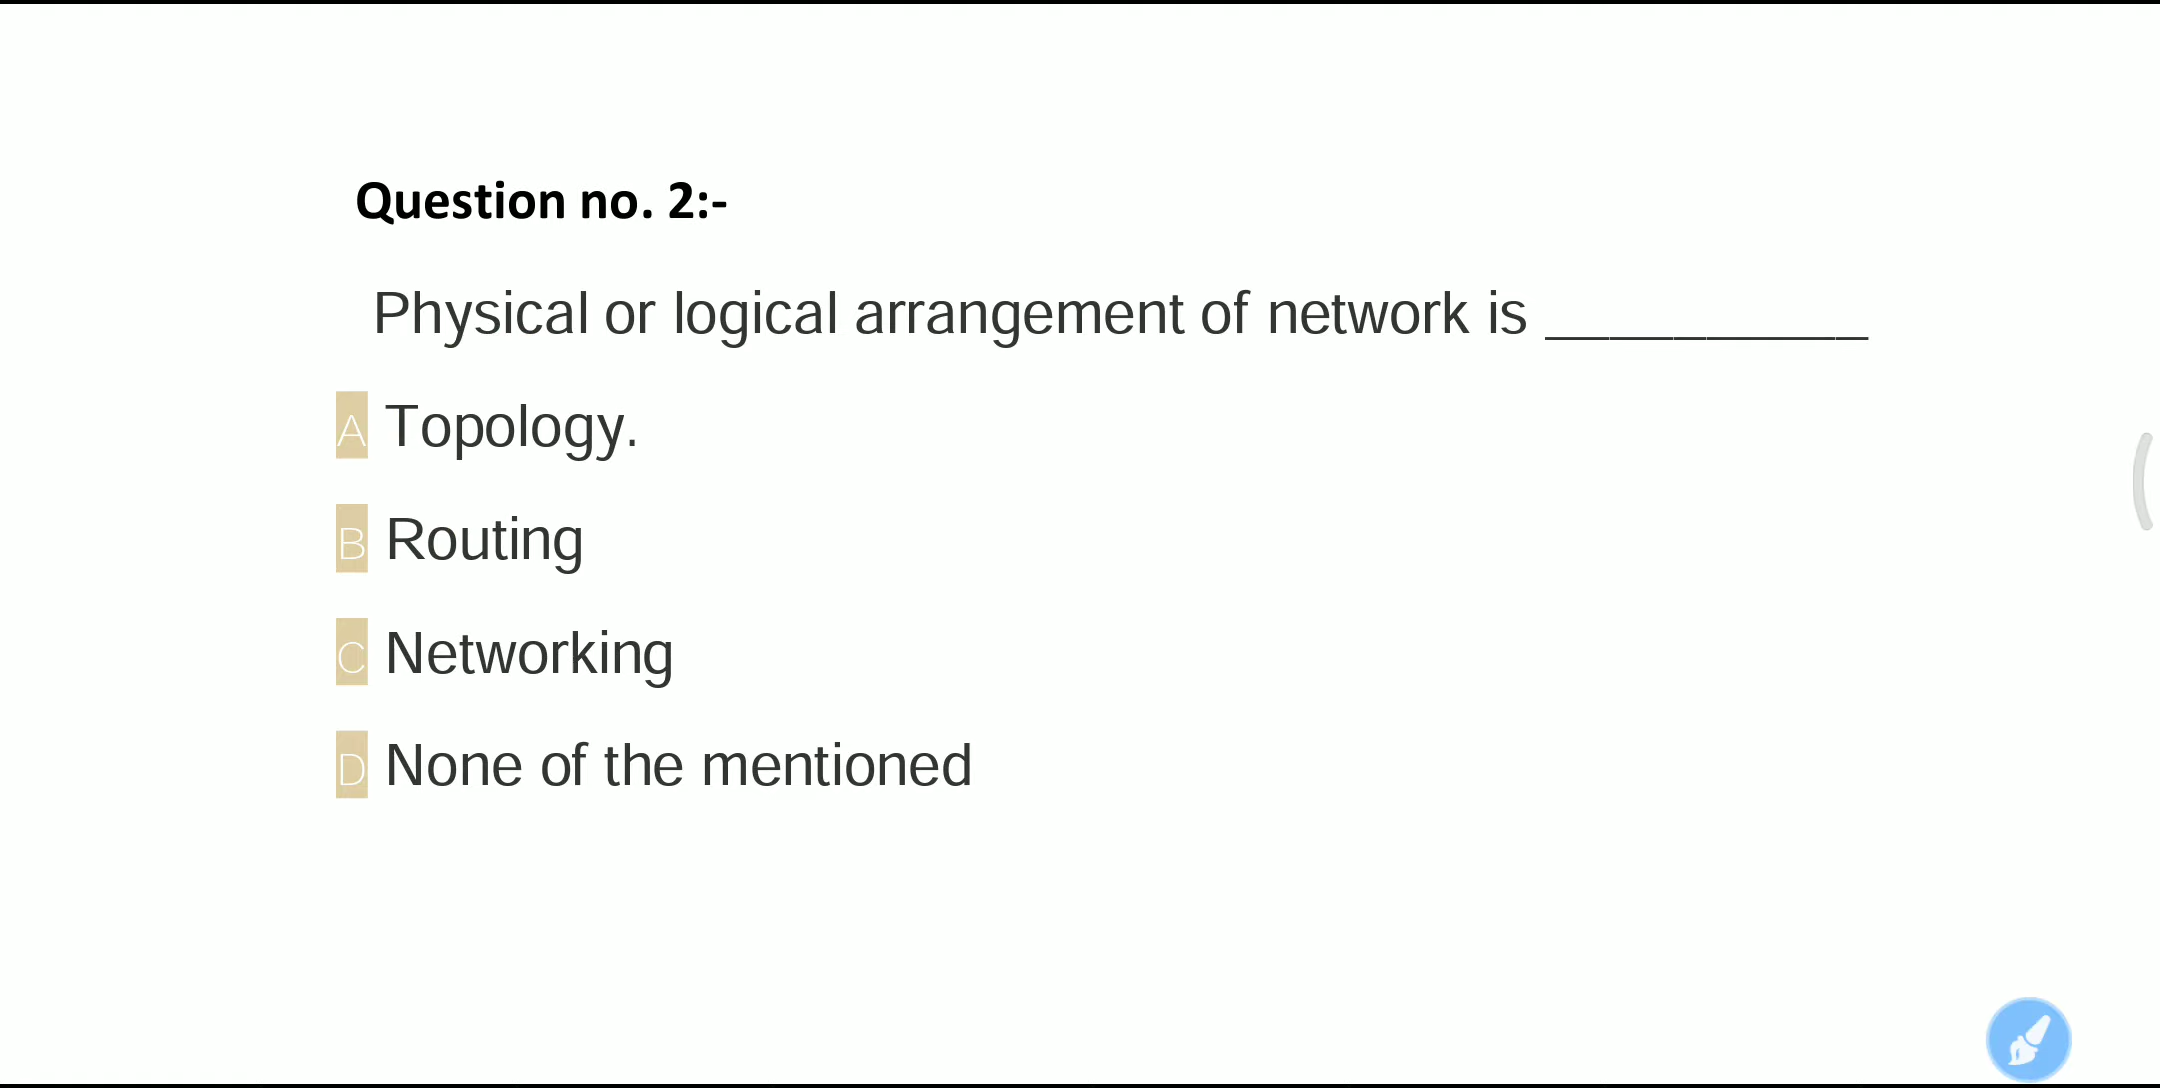 Question no. 2:-
Physical or logical arrangement of network is __________
A Topology.
B Routing
C Networking
D None of the mentioned